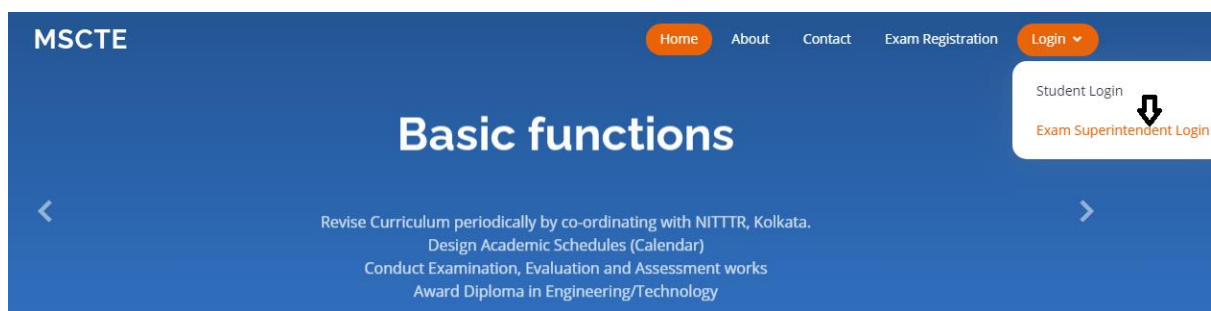 MSCTE
Home About Contact Exam Registration Login
Student Login
Exam Superintendent Login
Basic functions
Revise Curriculum periodically by co-ordinating with NITTTR, Kolkata.
Design Academic Schedules (Calendar)
Conduct Examination, Evaluation and Assessment works
Award Diploma in Engineering/Technology